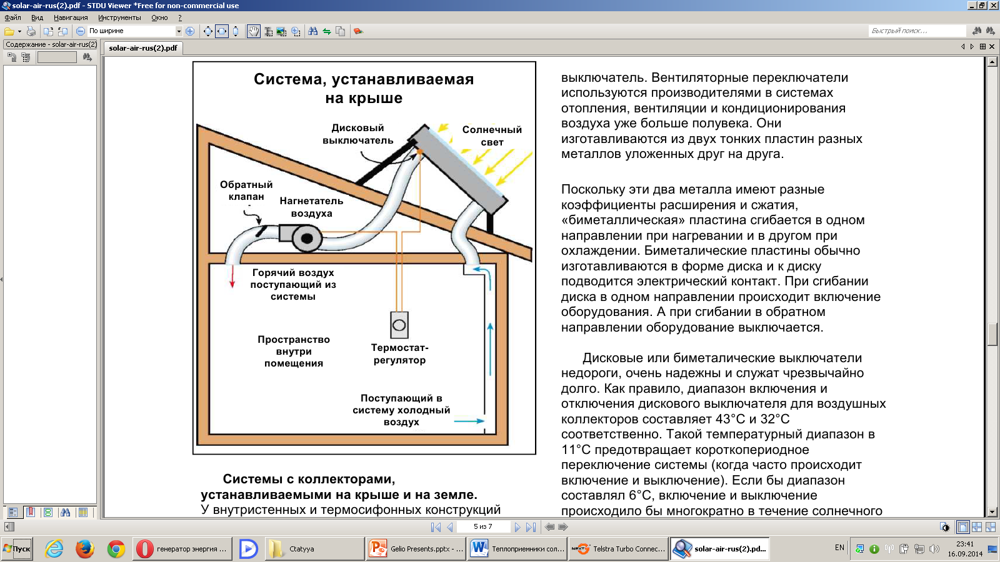 solar-air-rus(2).pdf - STDU Viewer *Free for non-commercial use
Файл Вид Навигация Инструменты Окно ?
По ширине
Быстрый поиск...
Содержание - solar-air-rus(2)
solar-air-rus(2).pdf
Система, устанавливаемая
на крыше
Дисковый
выключатель
Солнечный
свет
Обратный
клапан
Нагнетатель
воздуха
Горячий воздух
поступающий из
системы
Пространство
внутри
помещения
Термостат-
регулятор
Поступающий в
систему холодный
воздух
Системы с коллекторами,
устанавливаемыми на крыше и на земле.
У внутристенных и термосифонных конструкций
выключатель. Вентиляторные переключатели
используются производителями в системах
отопления, вентиляции и кондиционирования
воздуха уже больше полувека. Они
изготавливаются из двух тонких пластин разных
металлов уложенных друг на друга.
Поскольку эти два металла имеют разные
коэффициенты расширения и сжатия,
«биметаллическая» пластина сгибается в одном
направлении при нагревании и в другом при
охлаждении. Биметалические пластины обычно
изготавливаются в форме диска и к диску
подводится электрический контакт. При сгибании
диска в одном направлении происходит включение
оборудования. А при сгибании в обратном
направлении оборудование выключается.
Дисковые или биметалические выключатели
недороги, очень надежны и служат чрезвычайно
долго. Как правило, диапазон включения и
отключения дискового выключателя для воздушных
коллекторов составляет 43°С и 32°С
соответственно. Такой температурный диапазон в
11°С предотвращает короткопериодное
переключение системы (когда часто происходит
включение и выключение). Если бы диапазон
составлял 6°С, включение и выключение
происходило бы многократно в течение солнечного
5 из 7
Пуск
генератор энергия ...
Ctatyya
Gelio Presents.pptx - ...
Теплоприемники сол...
Telstra Turbo Connec...
solar-air-rus(2).pd...
EN
23:41
16.09.2014